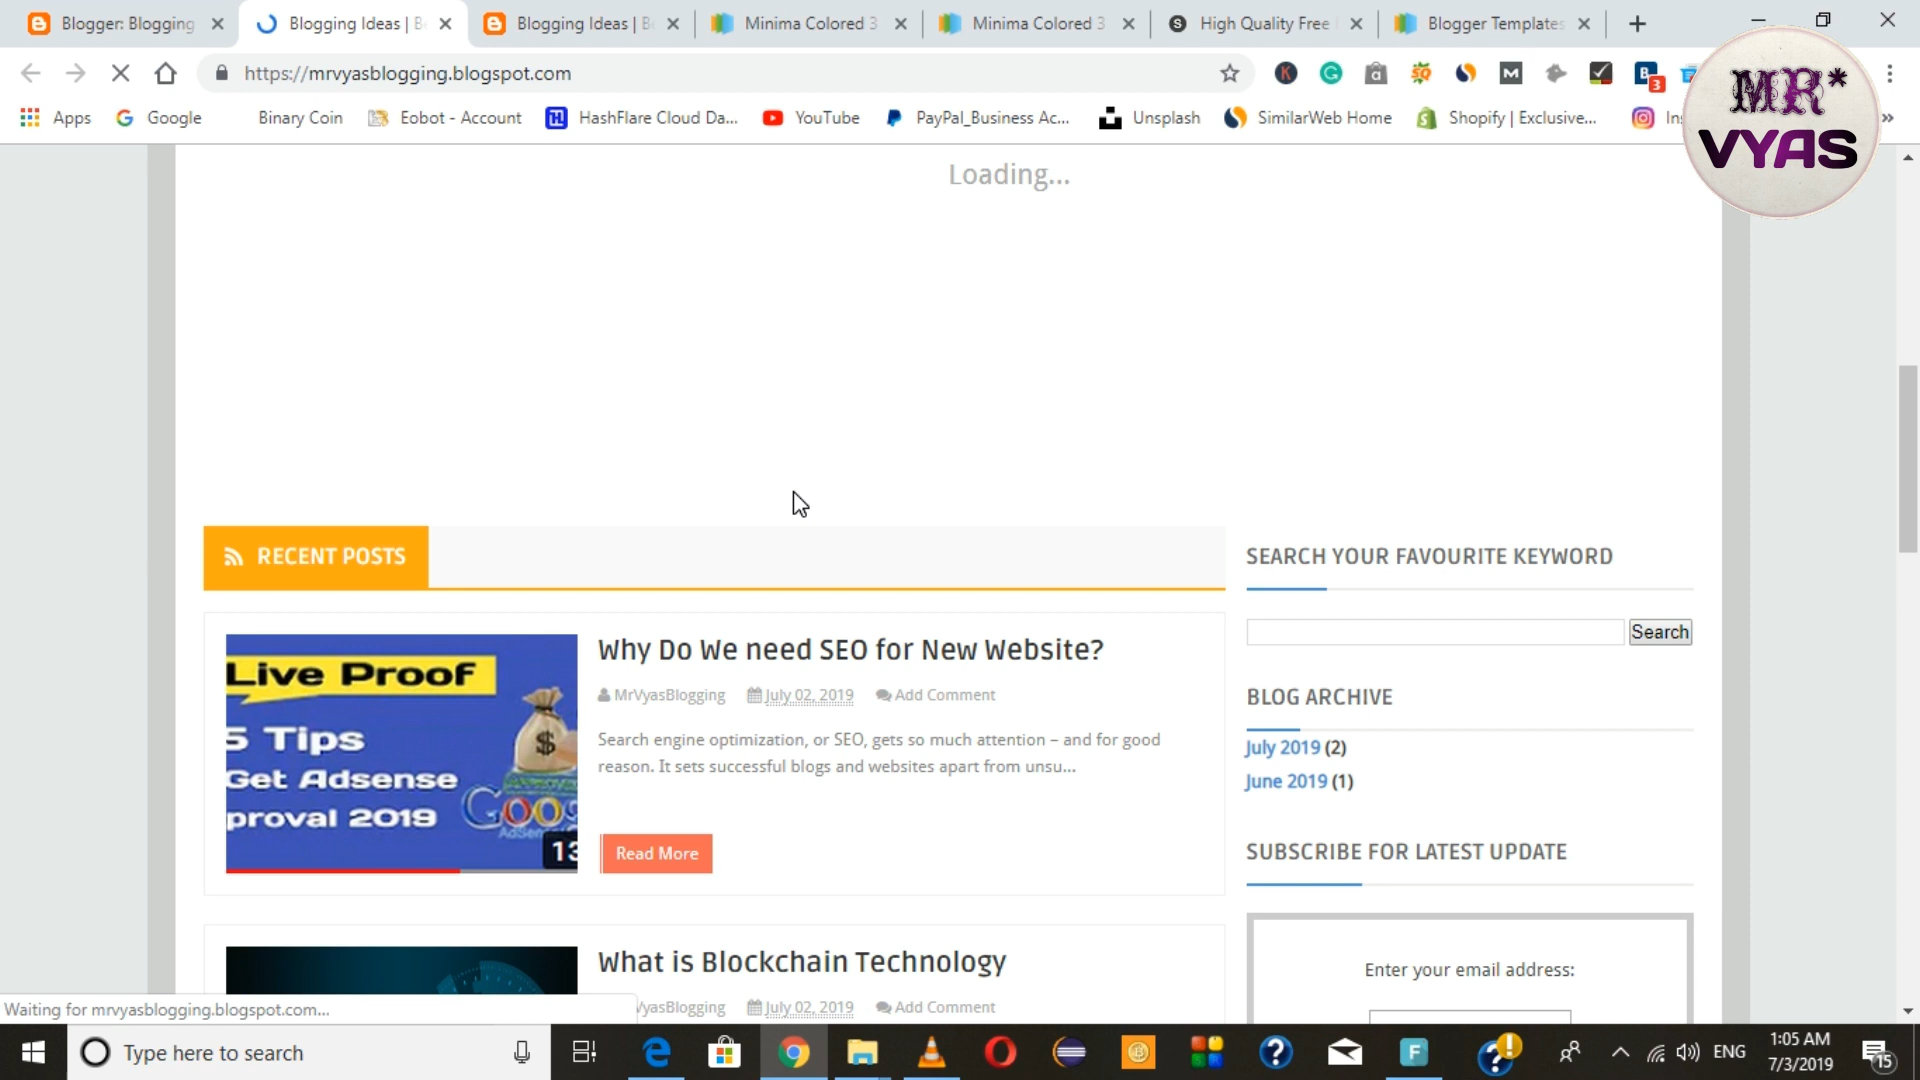 Blogger: Blogging
Blogging Ideas | Be
Blogging Ideas | Be
Minima Colored 3
Minima Colored 3
High Quality Free
Blogger Templates
https://mrvyasblogging.blogspot.com
3
MR*
VYAS
Apps
Google
Binary Coin
Eobot - Account
HashFlare Cloud Da...
YouTube
PayPal_Business Ac...
Unsplash
SimilarWeb Home
Shopify | Exclusive...
Loading...
RECENT POSTS
Live Proof
5 Tips
Get Adsense
proval 2019
$
13
Why Do We need SEO for New Website?
MrVyasBlogging July 02, 2019 Add Comment
Search engine optimization, or SEO, gets so much attention – and for good
reason. It sets successful blogs and websites apart from unsu...
Read More
What is Blockchain Technology
VyasBlogging July 02, 2019 Add Comment
SEARCH YOUR FAVOURITE KEYWORD
Search
BLOG ARCHIVE
July 2019 (2)
June 2019 (1)
SUBSCRIBE FOR LATEST UPDATE
Enter your email address:
Waiting for mrvyasblogging.blogspot.com...
Type here to search
ENG
1:05 AM
7/3/2019
15